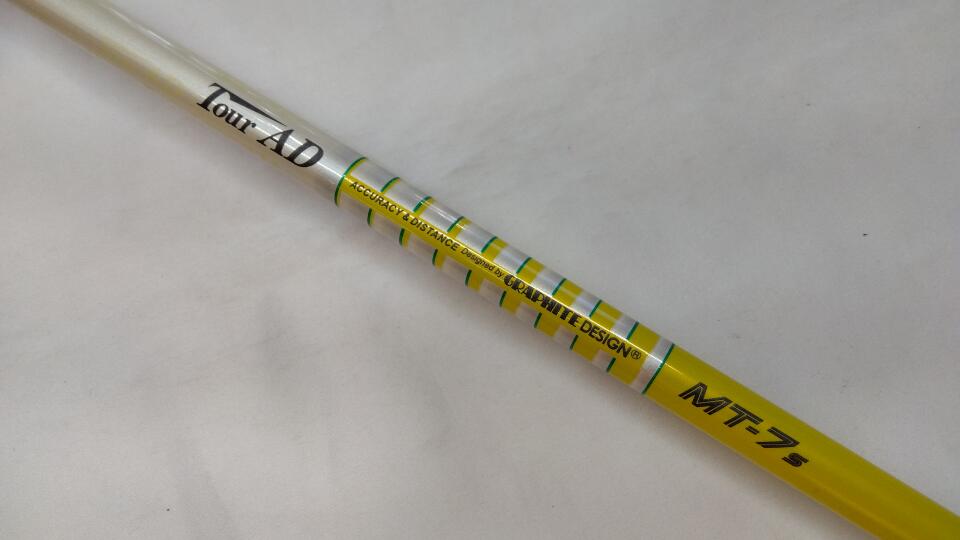 Tour AD
ACCURACY & DISTANCE Designed by GRAPHITE DESIGN®
MT-7s